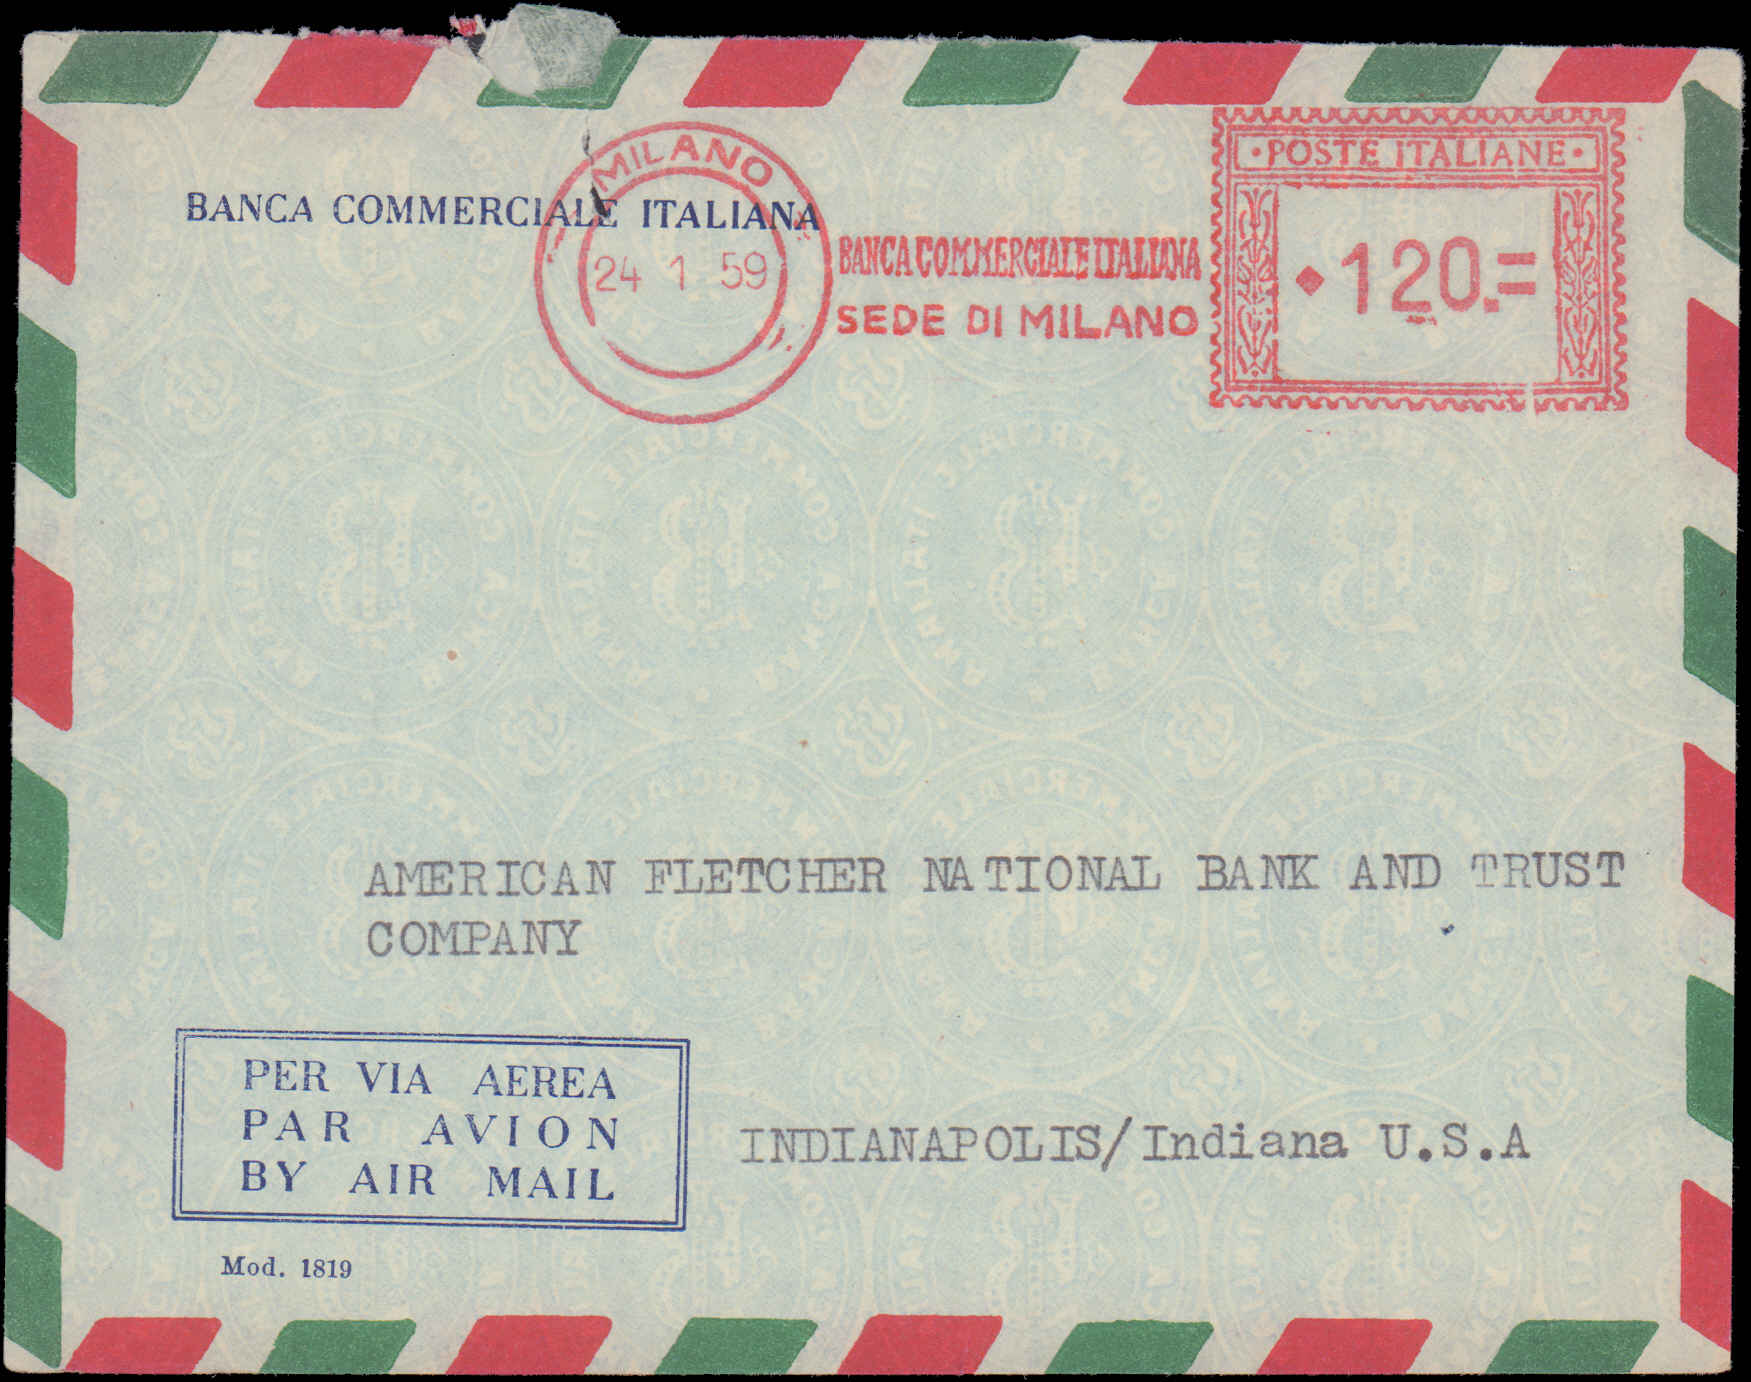 BANCA COMMERCIALE ITALIANA
MILANO
24 1 59
BANCA COMMERCIALE ITALIANA
SEDE DI MILANO
·POSTE ITALIANE·
120.=
AMERICAN FLETCHER NATIONAL BANK AND TRUST
COMPANY
PER VIA AEREA
PAR AVION
BY AIR MAIL
INDIANAPOLIS/Indiana U.S.A
Mod. 1819